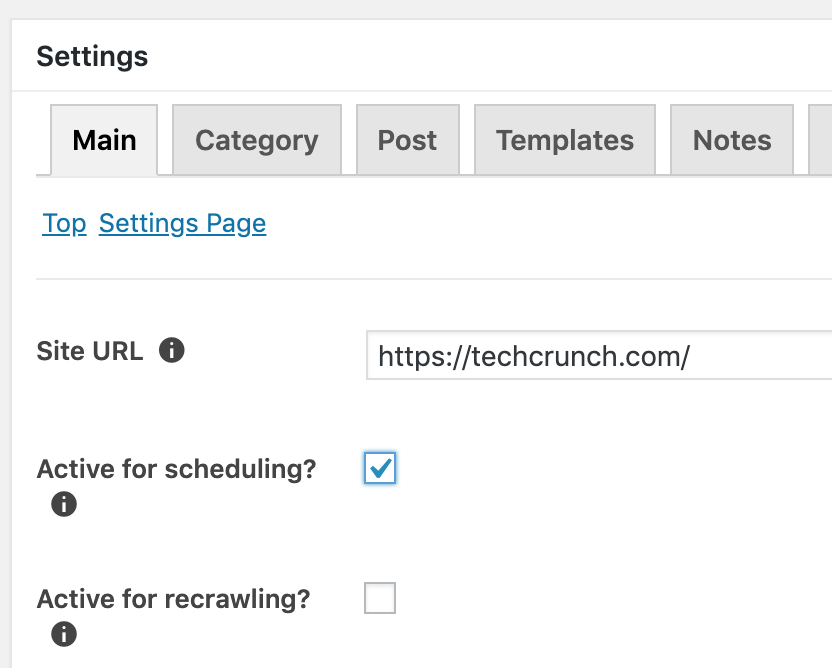 Settings
Main Category Post Templates Notes
Top Settings Page
Site URL https://techcrunch.com/
Active for scheduling?
Active for recrawling?